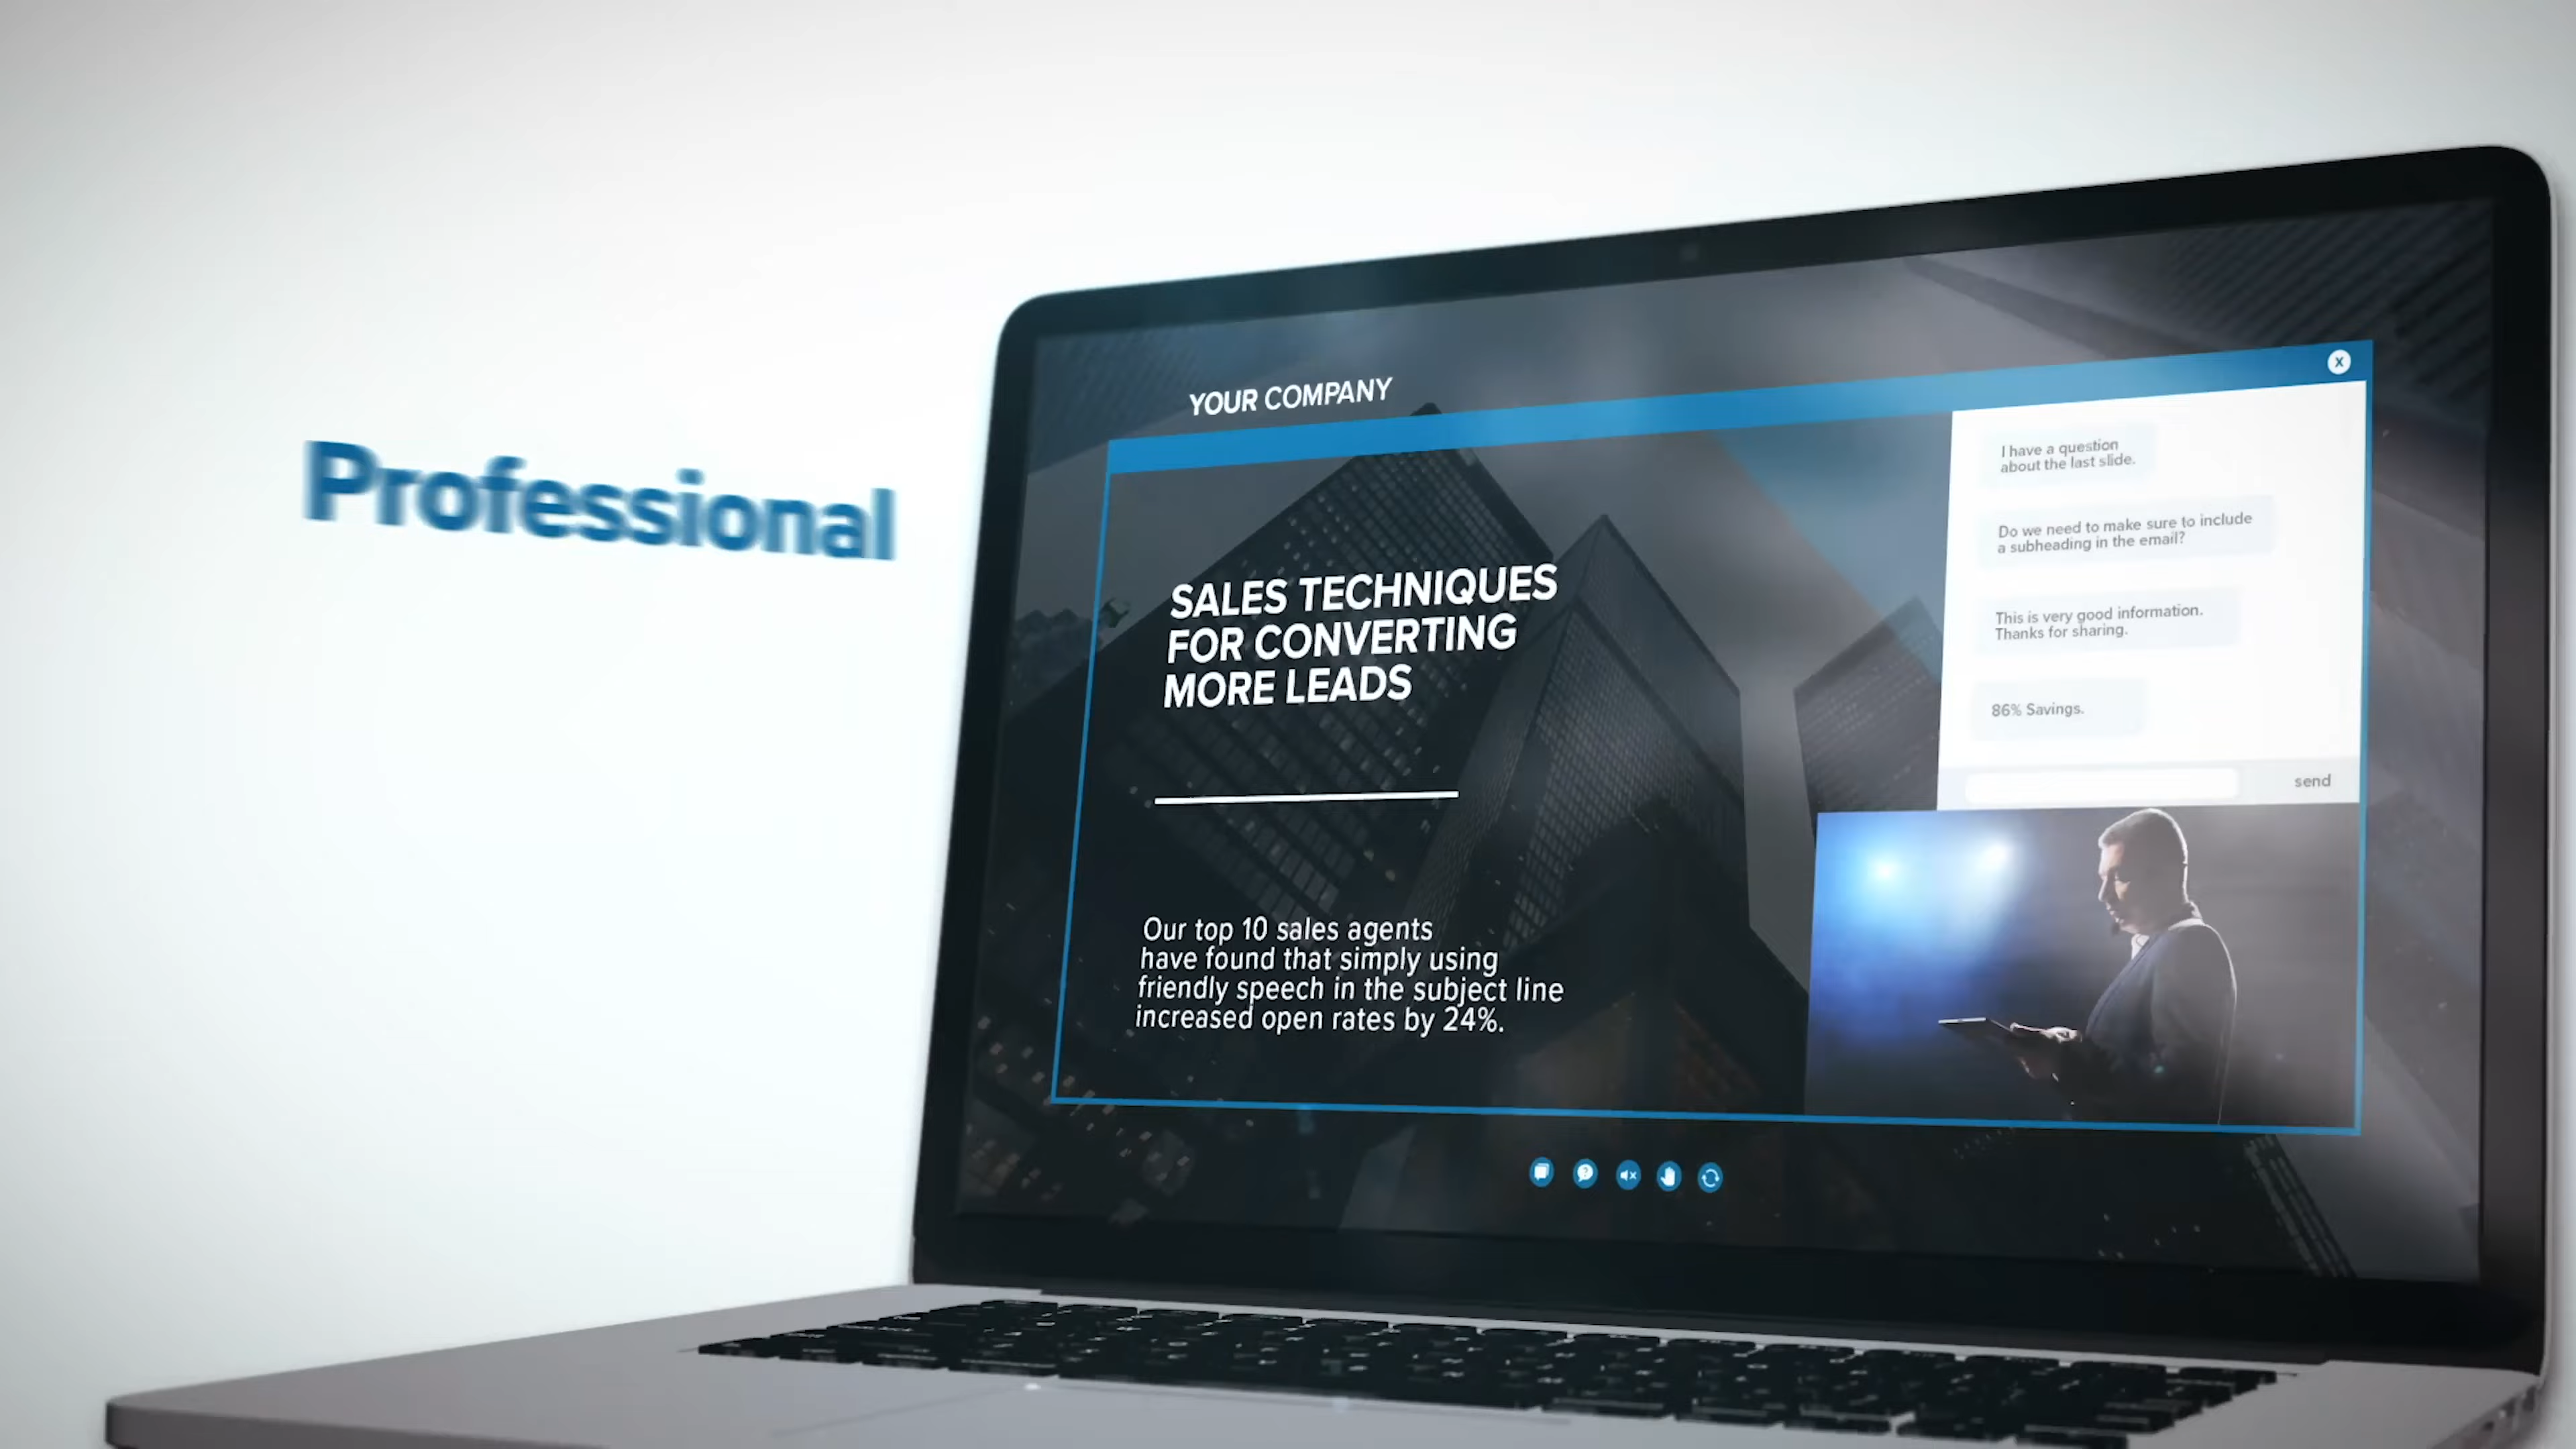 Professional
YOUR COMPANY
X
SALES TECHNIQUES
FOR CONVERTING
MORE LEADS
Our top 10 sales agents
have found that simply using
friendly speech in the subject line
increased open rates by 24%.
I have a question
about the last slide.
Do we need to make sure to include
a subheading in the email?
This is very good information.
Thanks for sharing.
86% Savings.
send
?